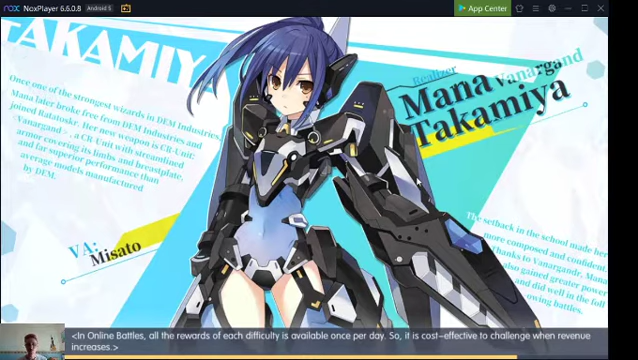 NoxPlayer 6.6.0.8
Android 5
App Center
TAKAMIY
Once one of the strongest wizards in DEM Industries,
Mana later broke free from DEM Industries and
joined Ratatoskr. Her new weapon is CR-Unit:
<Vanargand>, a CR-Unit with streamlined
armor covering its limbs and breastplate,
and far superior performance than
average models manufactured
by DEM.
Realizer
Mana Vanargand
Takamiya
VA:
Misato
The setback in the school made her
more composed and confident.
Thanks to Vanargandr, Mana
also gained greater power
and did well in the foll
owing battles.
<In Online Battles, all the rewards of each difficulty is available once per day. So, it is cost-effective to challenge when revenue
increases.>